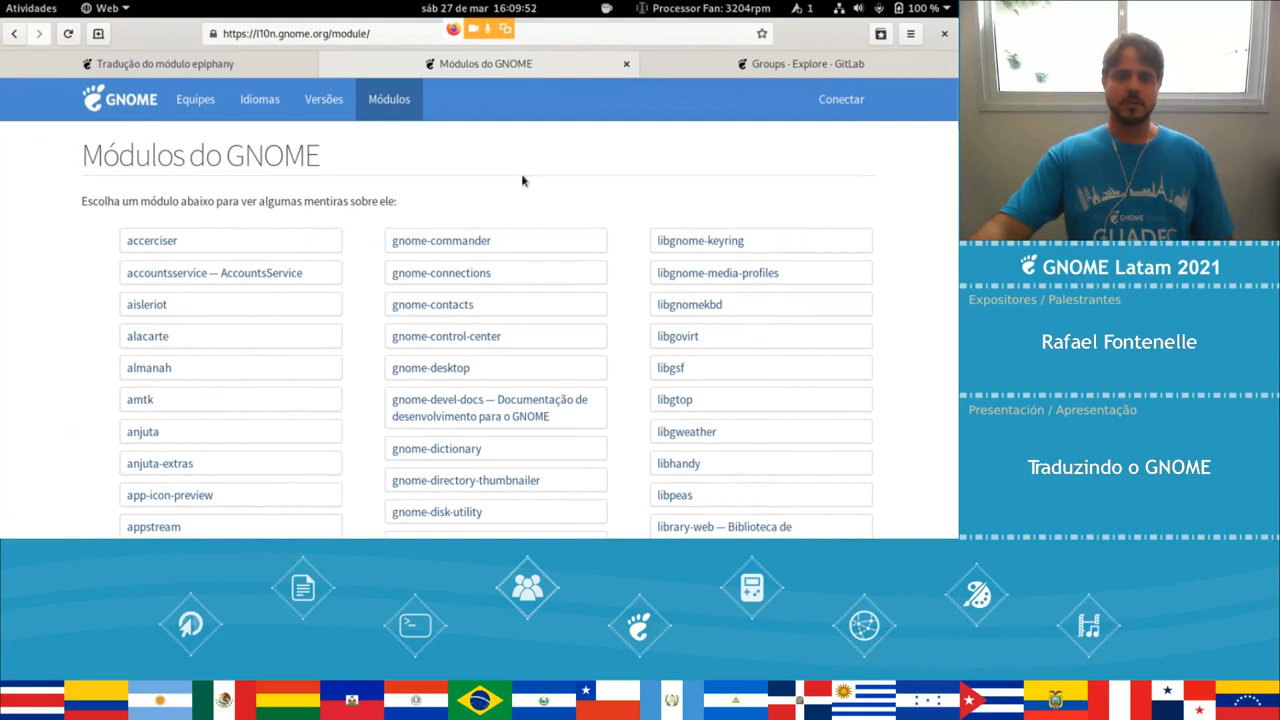 Atividades
Web
sáb 27 de mar 16:09:52
Processor Fan: 3204rpm
1
100 %
https://l10n.gnome.org/module/
Tradução do módulo epiphany
Módulos do GNOME
Groups · Explore · GitLab
GNOME
Equipes
Idiomas
Versões
Módulos
Conectar
Módulos do GNOME
Escolha um módulo abaixo para ver algumas mentiras sobre ele:
accerciser
accountsservice — AccountsService
aisleriot
alacarte
almanah
amtk
anjuta
anjuta-extras
app-icon-preview
appstream
gnome-commander
gnome-connections
gnome-contacts
gnome-control-center
gnome-desktop
gnome-devel-docs — Documentação de
desenvolvimento para o GNOME
gnome-dictionary
gnome-directory-thumbnailer
gnome-disk-utility
libgnome-keyring
libgnome-media-profiles
libgnomekbd
libgovirt
libgsf
libgtop
libgweather
libhandy
libpeas
library-web — Biblioteca de
GNOME
GUADEC
GNOME Latam 2021
Expositores / Palestrantes
Rafael Fontenelle
Presentación / Apresentação
Traduzindo o GNOME